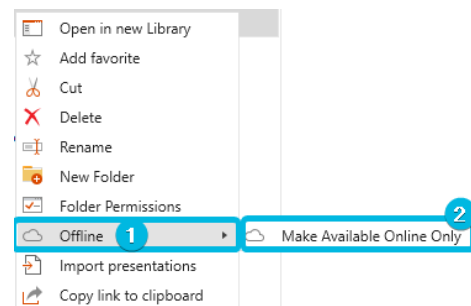 Open in new Library
Add favorite
Cut
Delete
Rename
New Folder
Folder Permissions
Offline 1
2
Make Available Online Only
Import presentations
Copy link to clipboard